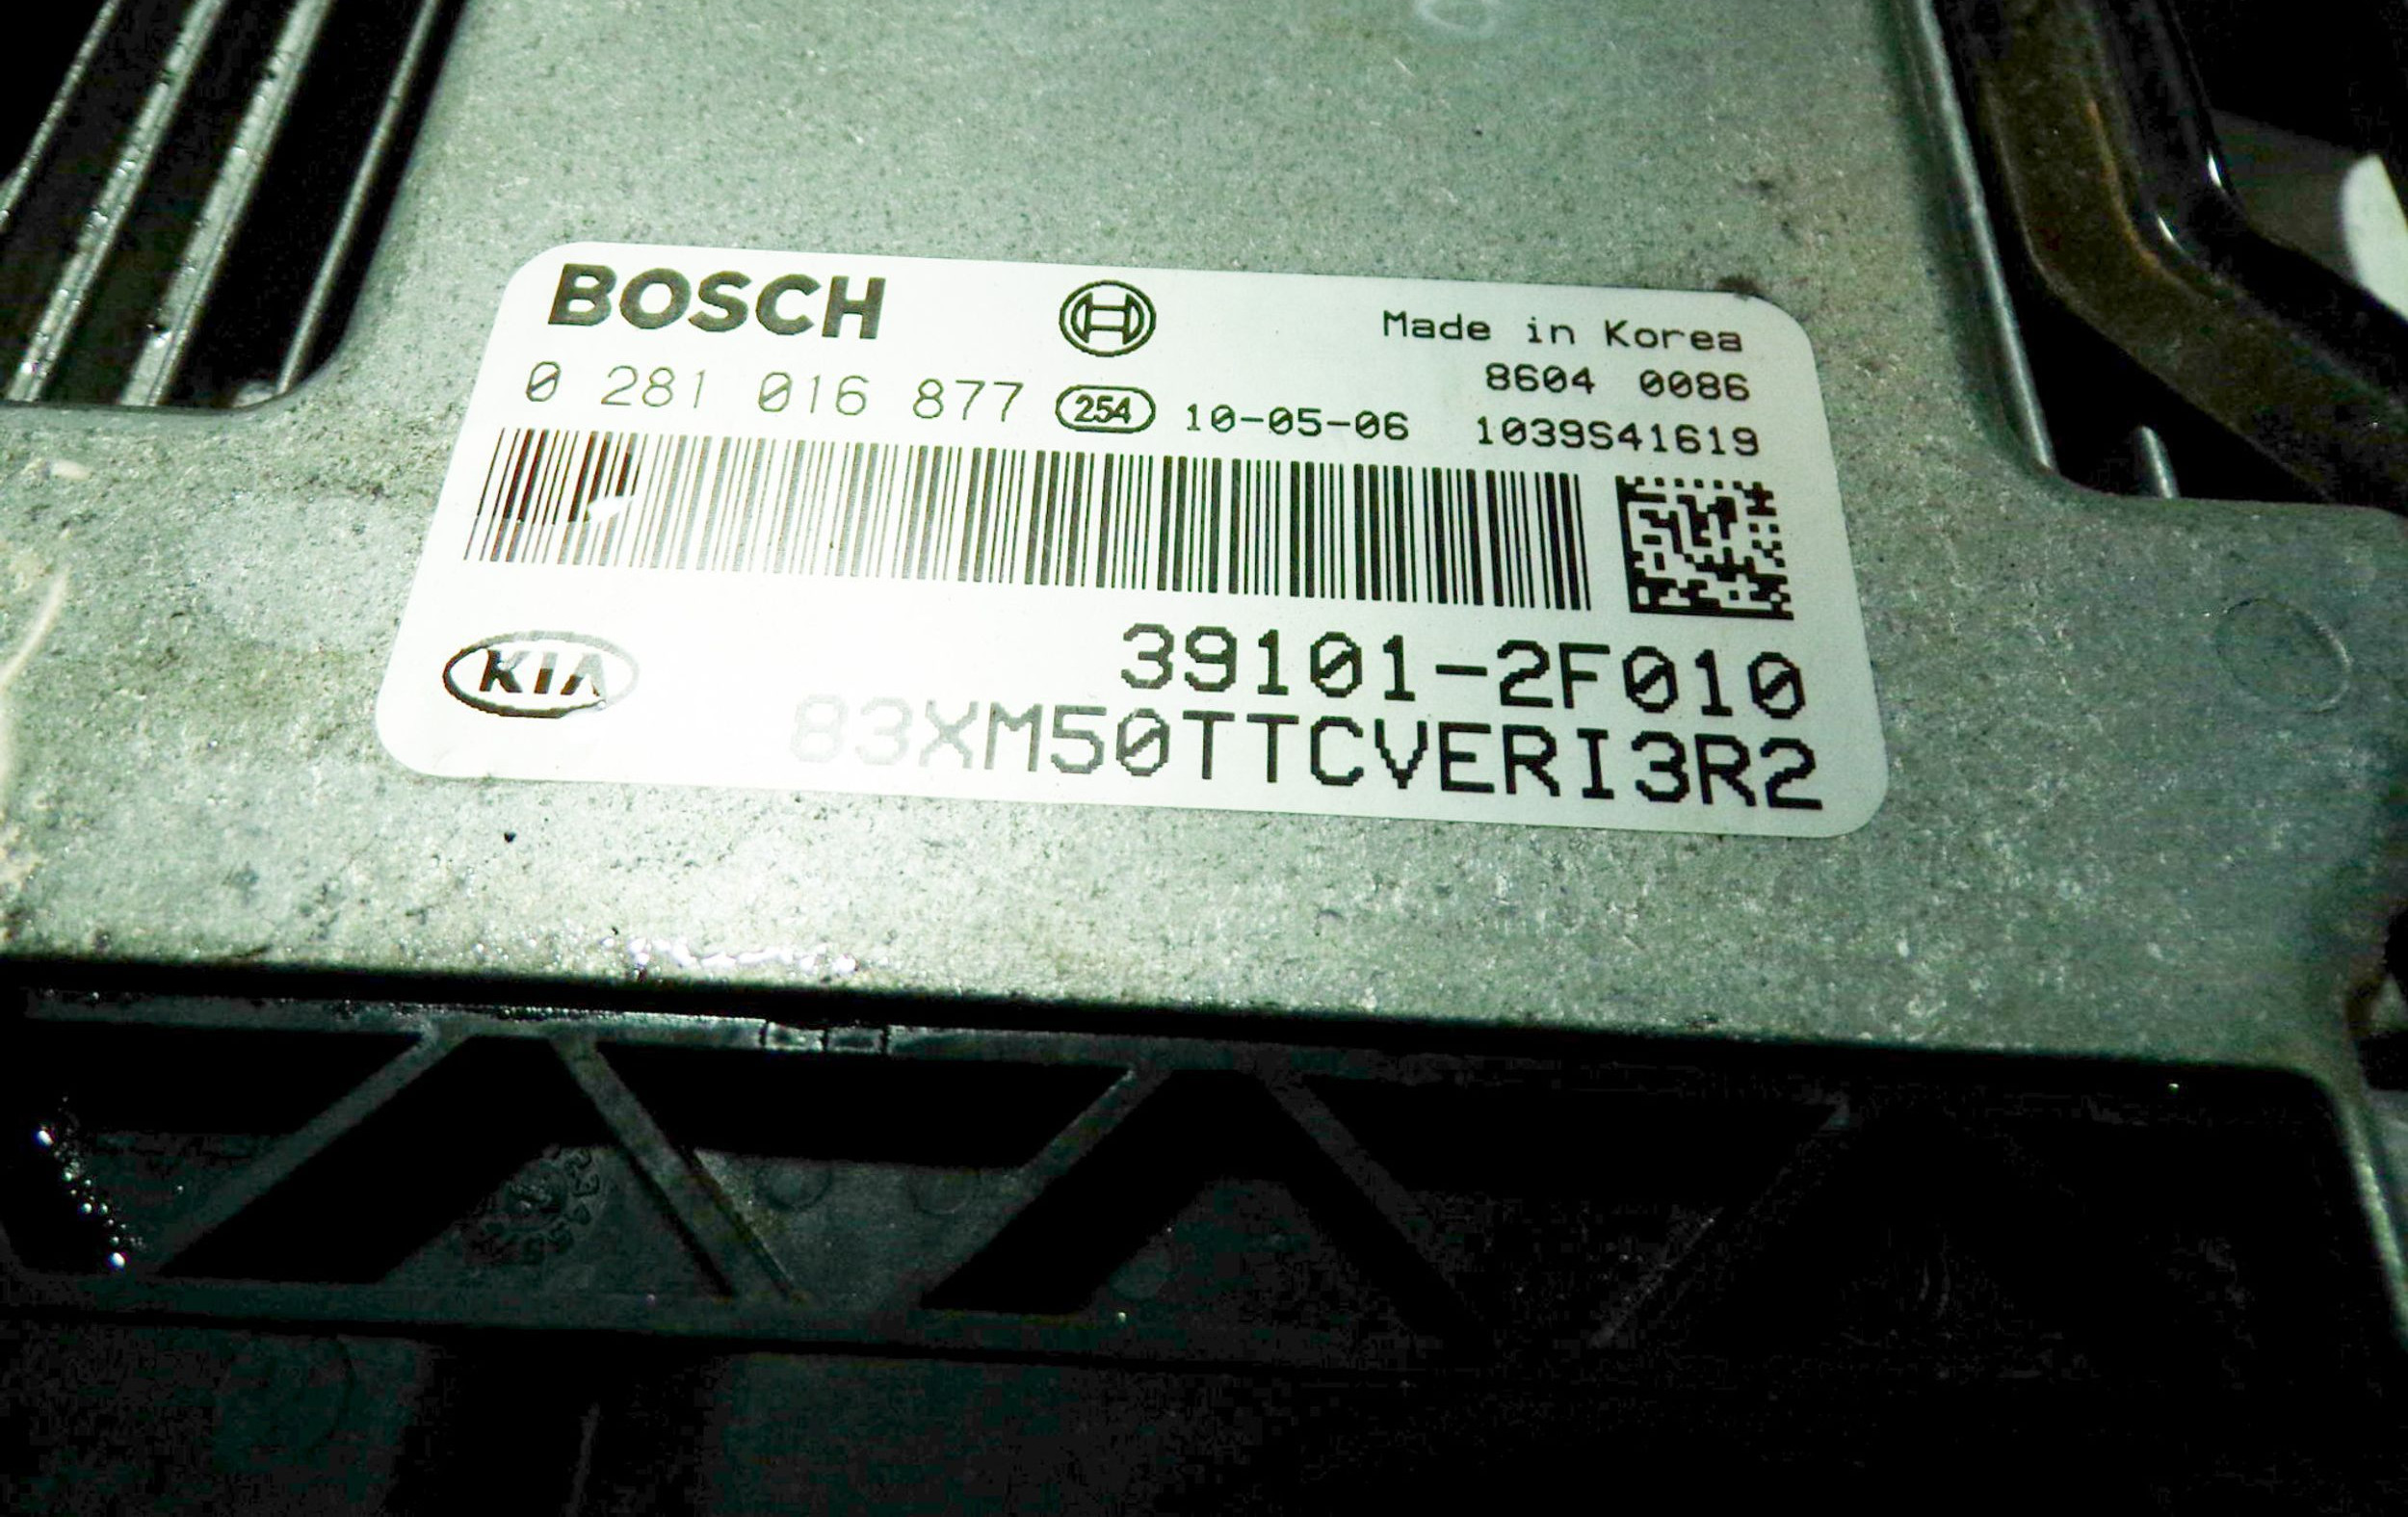 BOSCH
Made in Korea
8604 0086
0 281 016 877 254 10-05-06 1039S41619
KIA
39101-2F010
83XM50TTCVERI3R2